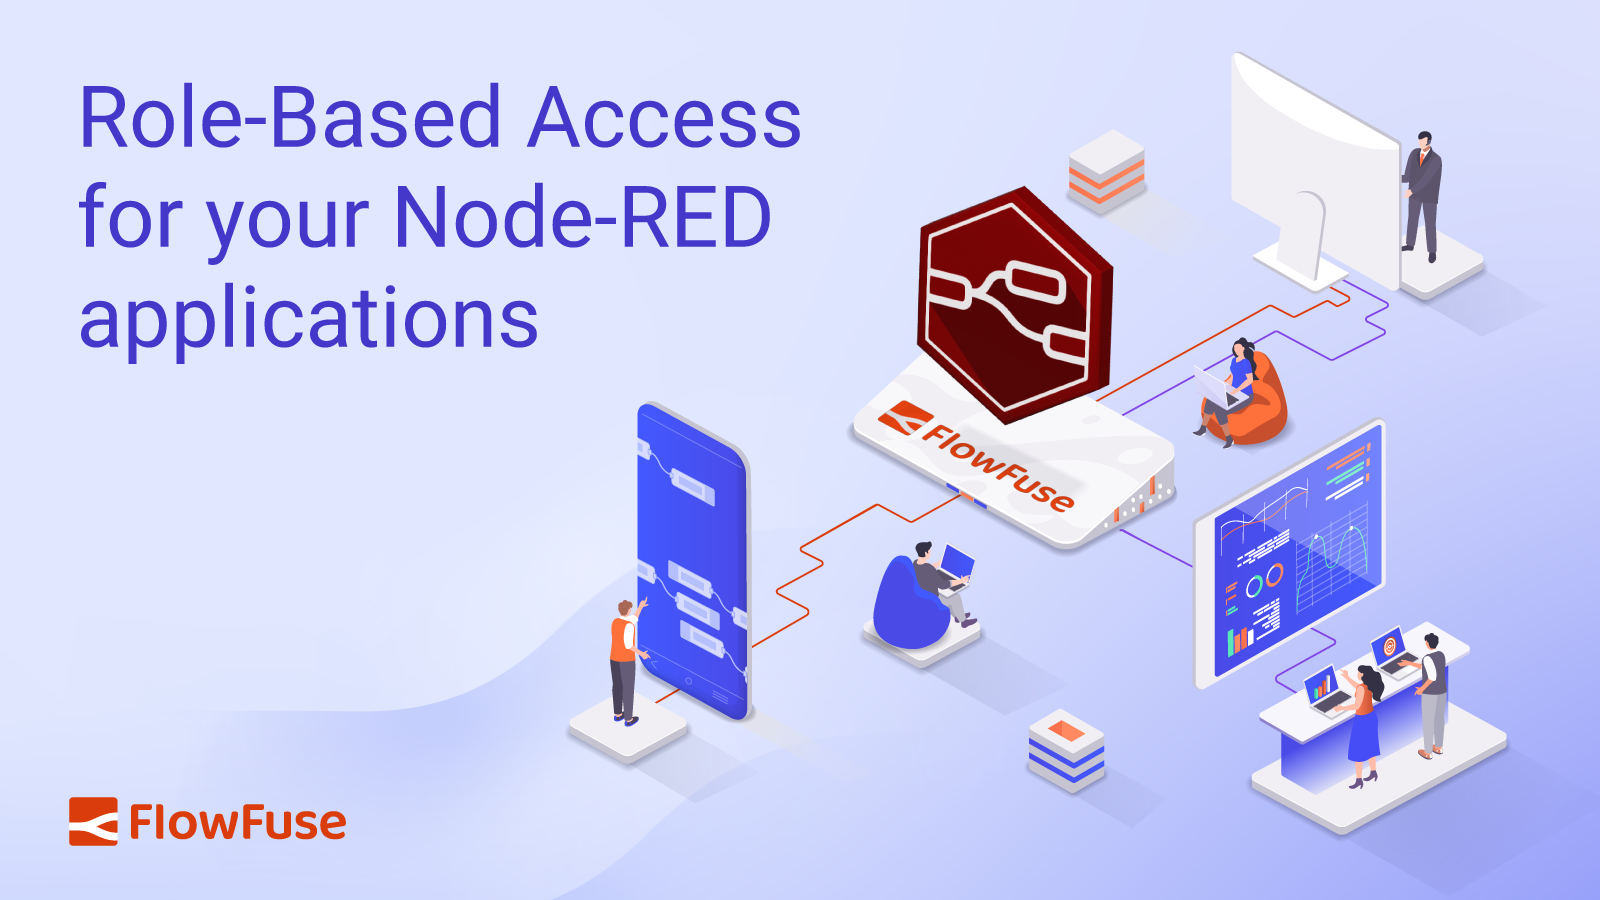 Role-Based Access
for your Node-RED
applications
FlowFuse
FlowFuse